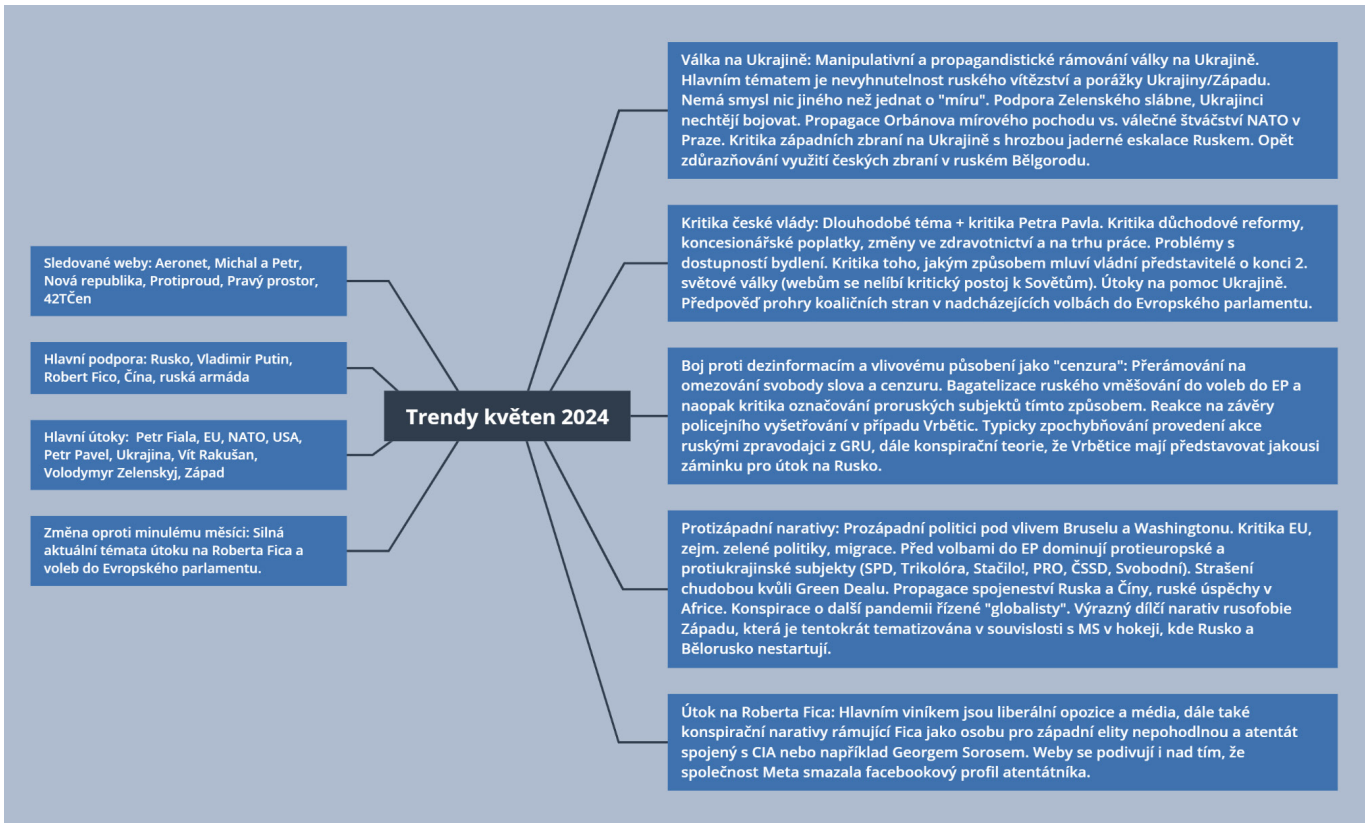 Trendy květen 2024
Sledované weby: Aeronet, Michal a Petr,
Nová republika, Protiproud, Pravý prostor,
42TČen
Hlavní podpora: Rusko, Vladimir Putin,
Robert Fico, Čína, ruská armáda
Hlavní útoky:  Petr Fiala, EU, NATO, USA,
Petr Pavel, Ukrajina, Vít Rakušan,
Volodymyr Zelenskyj, Západ
Změna oproti minulému měsíci: Silná
aktuální témata útoku na Roberta Fica a
voleb do Evropského parlamentu.
Válka na Ukrajině: Manipulativní a propagandistické rámování války na Ukrajině.
Hlavním tématem je nevyhnutelnost ruského vítězství a porážky Ukrajiny/Západu.
Nemá smysl nic jiného než jednat o "míru". Podpora Zelenského slábne, Ukrajinci
nechtějí bojovat. Propagace Orbánova mírového pochodu vs. válečné štváčství NATO v
Praze. Kritika západních zbraní na Ukrajině s hrozbou jaderné eskalace Ruskem. Opět
zdůrazňování využití českých zbraní v ruském Bělgorodu.
Kritika české vlády: Dlouhodobé téma + kritika Petra Pavla. Kritika důchodové reformy,
koncesionářské poplatky, změny ve zdravotnictví a na trhu práce. Problémy s
dostupností bydlení. Kritika toho, jakým způsobem mluví vládní představitelé o konci 2.
světové války (webům se nelíbí kritický postoj k Sovětům). Útoky na pomoc Ukrajině.
Předpověď prohry koaličních stran v nadcházejících volbách do Evropského parlamentu.
Boj proti dezinformacím a vlivovému působení jako "cenzura": Přerámování na
omezování svobody slova a cenzuru. Bagatelizace ruského vměšování do voleb do EP a
naopak kritika označování proruských subjektů tímto způsobem. Reakce na závěry
policejního vyšetřování v případu Vrbětic. Typicky zpochybňování provedení akce
ruskými zpravodajci z GRU, dále konspirační teorie, že Vrbětice mají představovat jakousi
záminku pro útok na Rusko.
Protizápadní narativy: Prozápadní politici pod vlivem Bruselu a Washingtonu. Kritika EU,
zejm. zelené politiky, migrace. Před volbami do EP dominují protievropské a
protiukrajinské subjekty (SPD, Trikolóra, Stačilo!, PRO, ČSSD, Svobodní). Strašení
chudobou kvůli Green Dealu. Propagace spojenství Ruska a Číny, ruské úspěchy v
Africe. Konspirace o další pandemii řízené "globalisty". Výrazný dílčí narativ rusofobie
Západu, která je tentokrát tematizována v souvislosti s MS v hokeji, kde Rusko a
Bělorusko nestartují.
Útok na Roberta Fica: Hlavním viníkem jsou liberální opozice a média, dále také
konspirační narativy rámující Fica jako osobu pro západní elity nepohodlnou a atentát
spojený s CIA nebo například Georgem Sorosem. Weby se podivují i nad tím, že
společnost Meta smazala facebookový profil atentátníka.